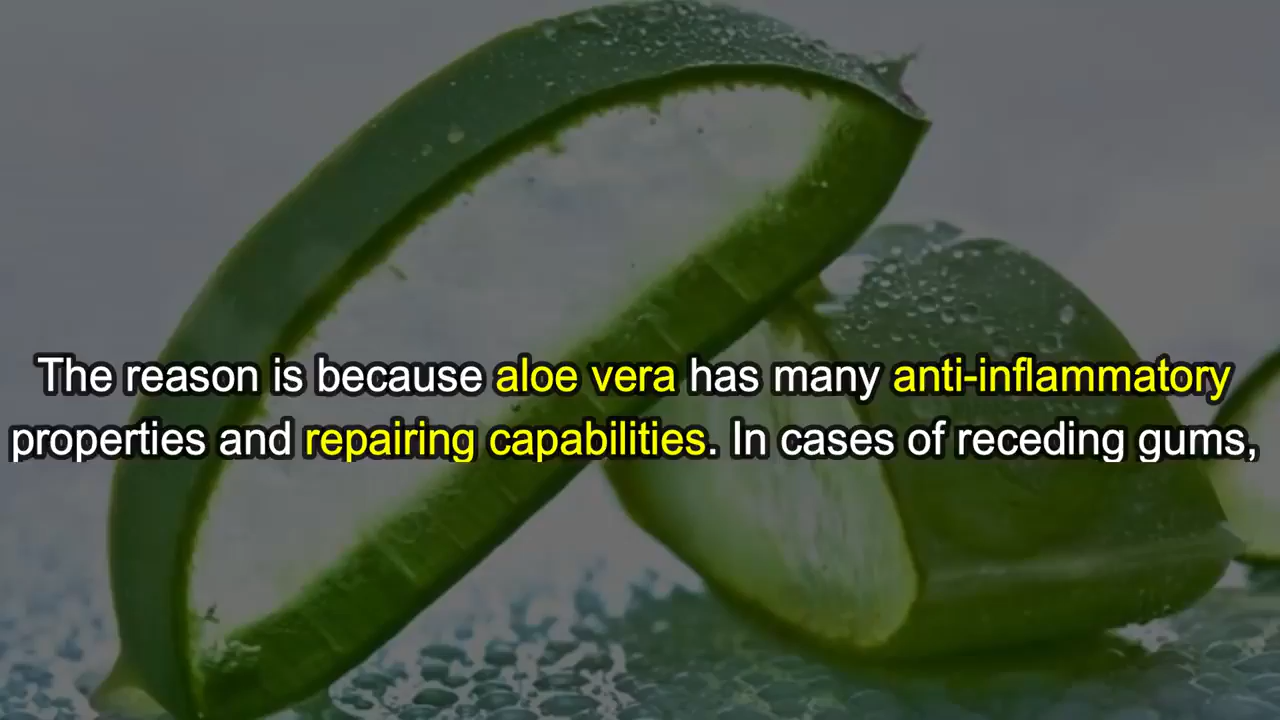 The reason is because aloe vera has many anti-inflammatory
properties and repairing capabilities. In cases of receding gums,